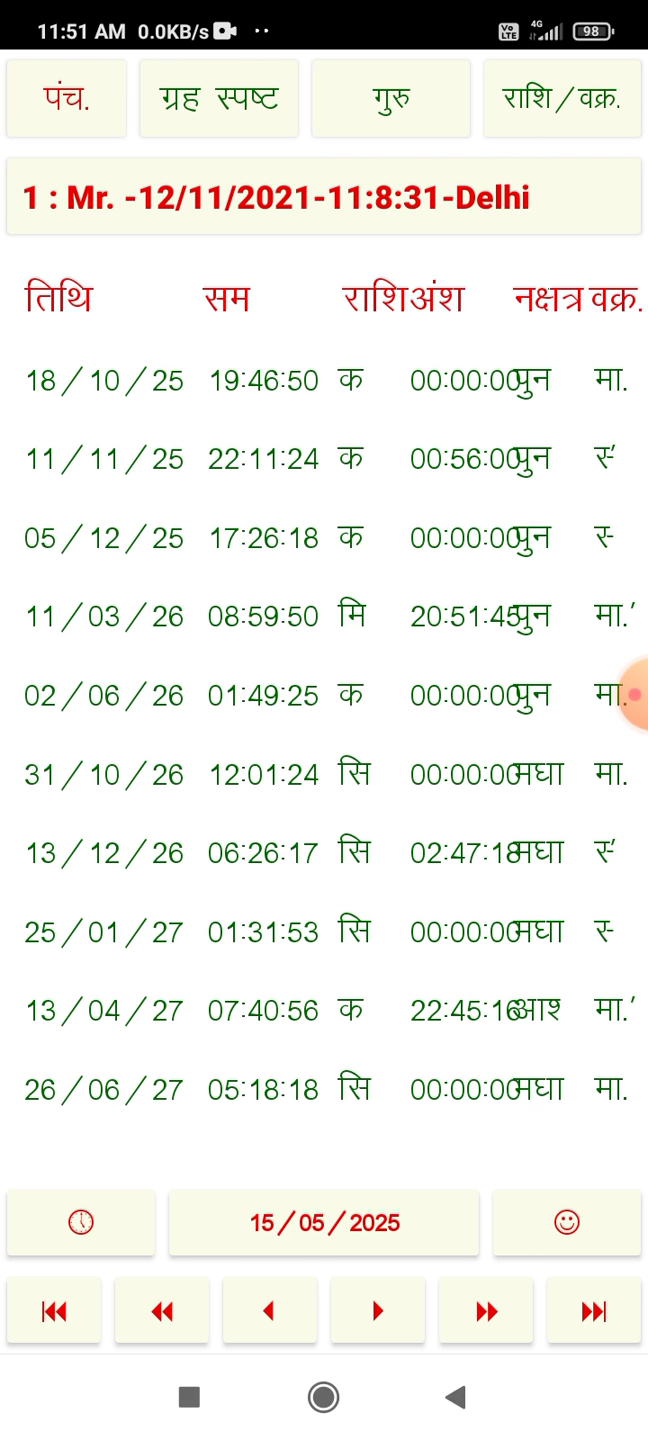 11:51 AM 0.0KB/s
Vo LTE 4G 98
पंच. ग्रह स्पष्ट गुरु राशि/वक्र.
1 : Mr. -12/11/2021-11:8:31-Delhi
तिथि सम राशिअंश नक्षत्र वक्र.
18/10/25 19:46:50 क 00:00:00 पुन मा.
11/11/25 22:11:24 क 00:56:00 पुन
05/12/25 17:26:18 क 00:00:00 पुन
11/03/26 08:59:50 मि 20:51:45 पुन मा.′
02/06/26 01:49:25 क 00:00:00 पुन मा.
31/10/26 12:01:24 सि 00:00:00 मघा मा.
13/12/26 06:26:17 सि 02:47:18 मघा
25/01/27 01:31:53 सि 00:00:00 मघा
13/04/27 07:40:56 क 22:45:16 आश मा.′
26/06/27 05:18:18 सि 00:00:00 मघा मा.
15/05/2025